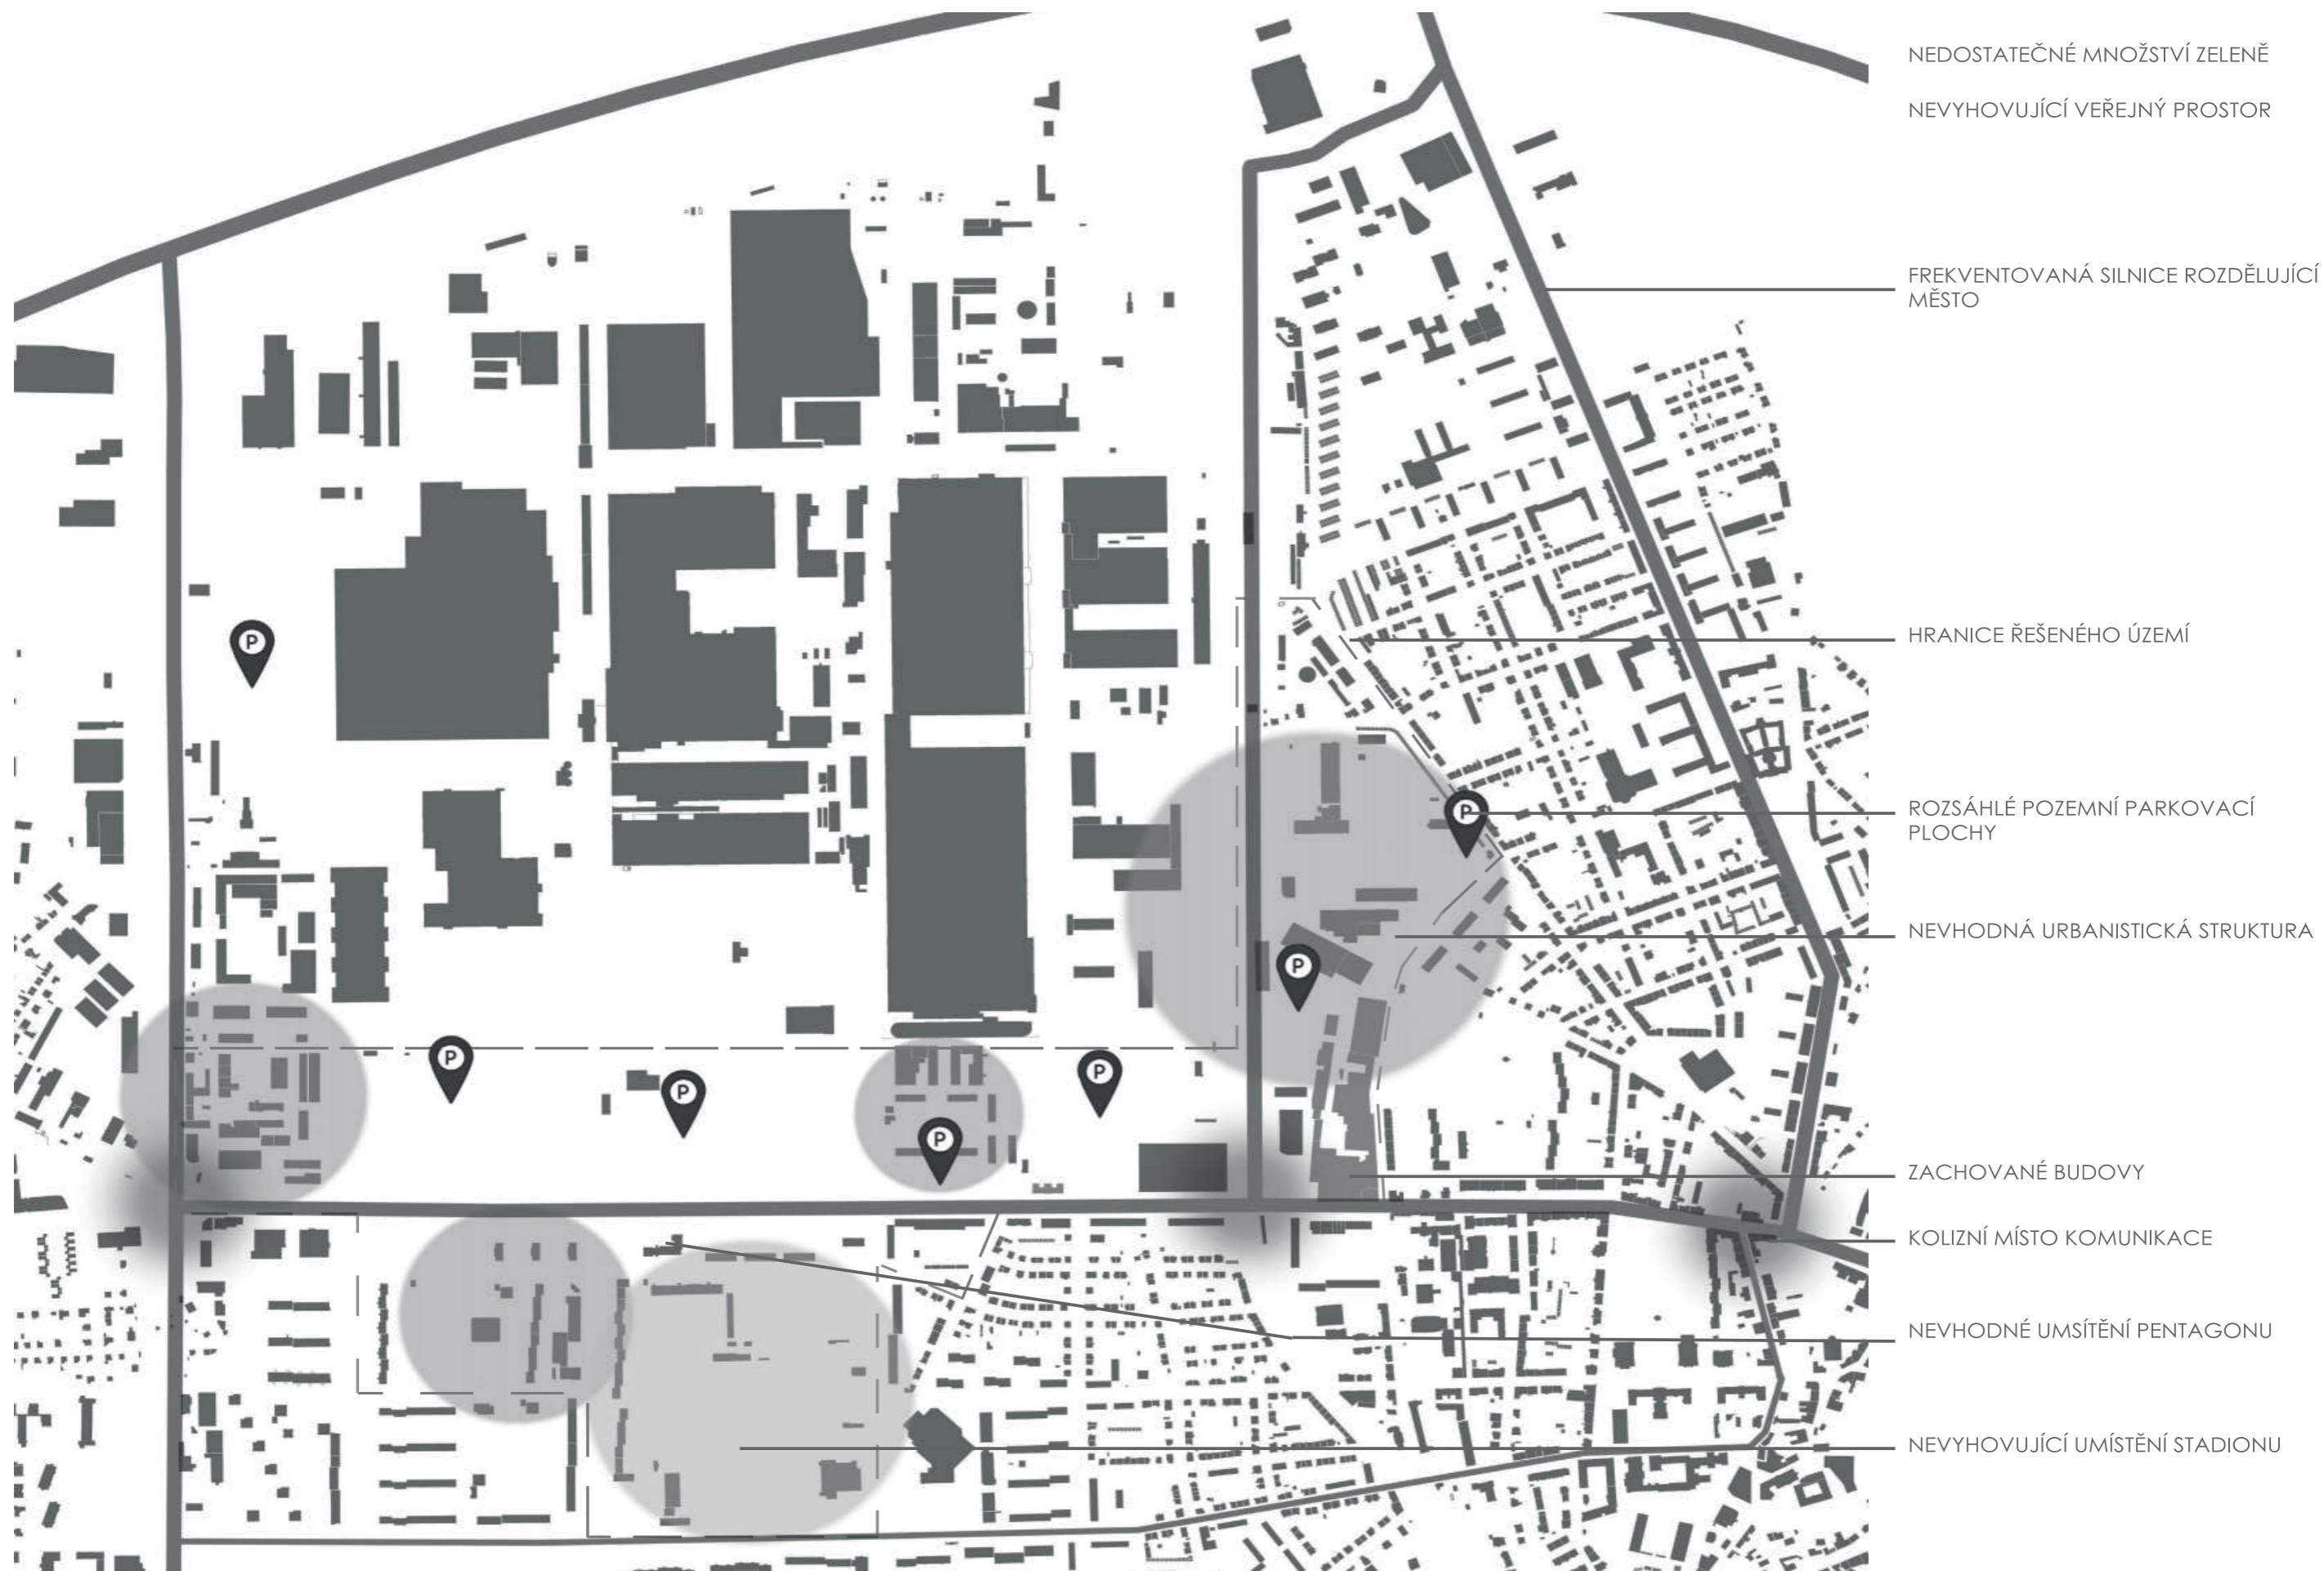 NEDOSTATEČNÉ MNOŽSTVÍ ZELENĚ
NEVYHOVUJÍCÍ VEŘEJNÝ PROSTOR
FREKVENTOVANÁ SILNICE ROZDĚLUJÍCÍ
MĚSTO
HRANICE ŘEŠENÉHO ÚZEMÍ
P
P
ROZSÁHLÉ POZEMNÍ PARKOVACÍ
PLOCHY
NEVHODNÁ URBANISTICKÁ STRUKTURA
P
P
P
P
P
ZACHOVANÉ BUDOVY
KOLIZNÍ MÍSTO KOMUNIKACE
NEVHODNÉ UMSÍTĚNÍ PENTAGONU
NEVYHOVUJÍCÍ UMÍSTĚNÍ STADIONU